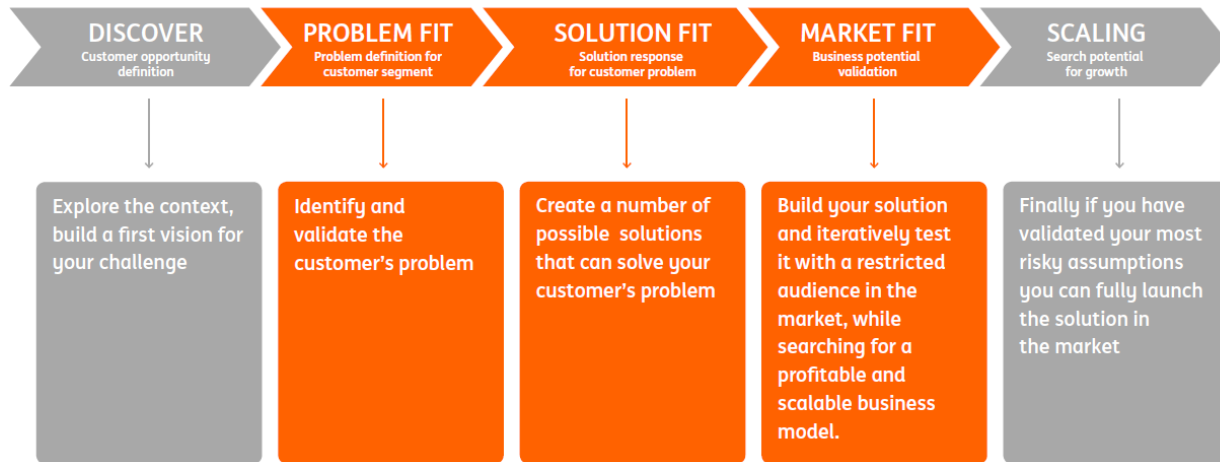 DISCOVER
Customer opportunity
definition
PROBLEM FIT
Problem definition for
customer segment
SOLUTION FIT
Solution response
for customer problem
MARKET FIT
Business potential
validation
SCALING
Search potential
for growth
Explore the context,
build a first vision for
your challenge
Identify and
validate the
customer's problem
Create a number of
possible solutions
that can solve your
customer's problem
Build your solution
and iteratively test
it with a restricted
audience in the
market, while
searching for a
profitable and
scalable business
model.
Finally if you have
validated your most
risky assumptions
you can fully launch
the solution in
the market